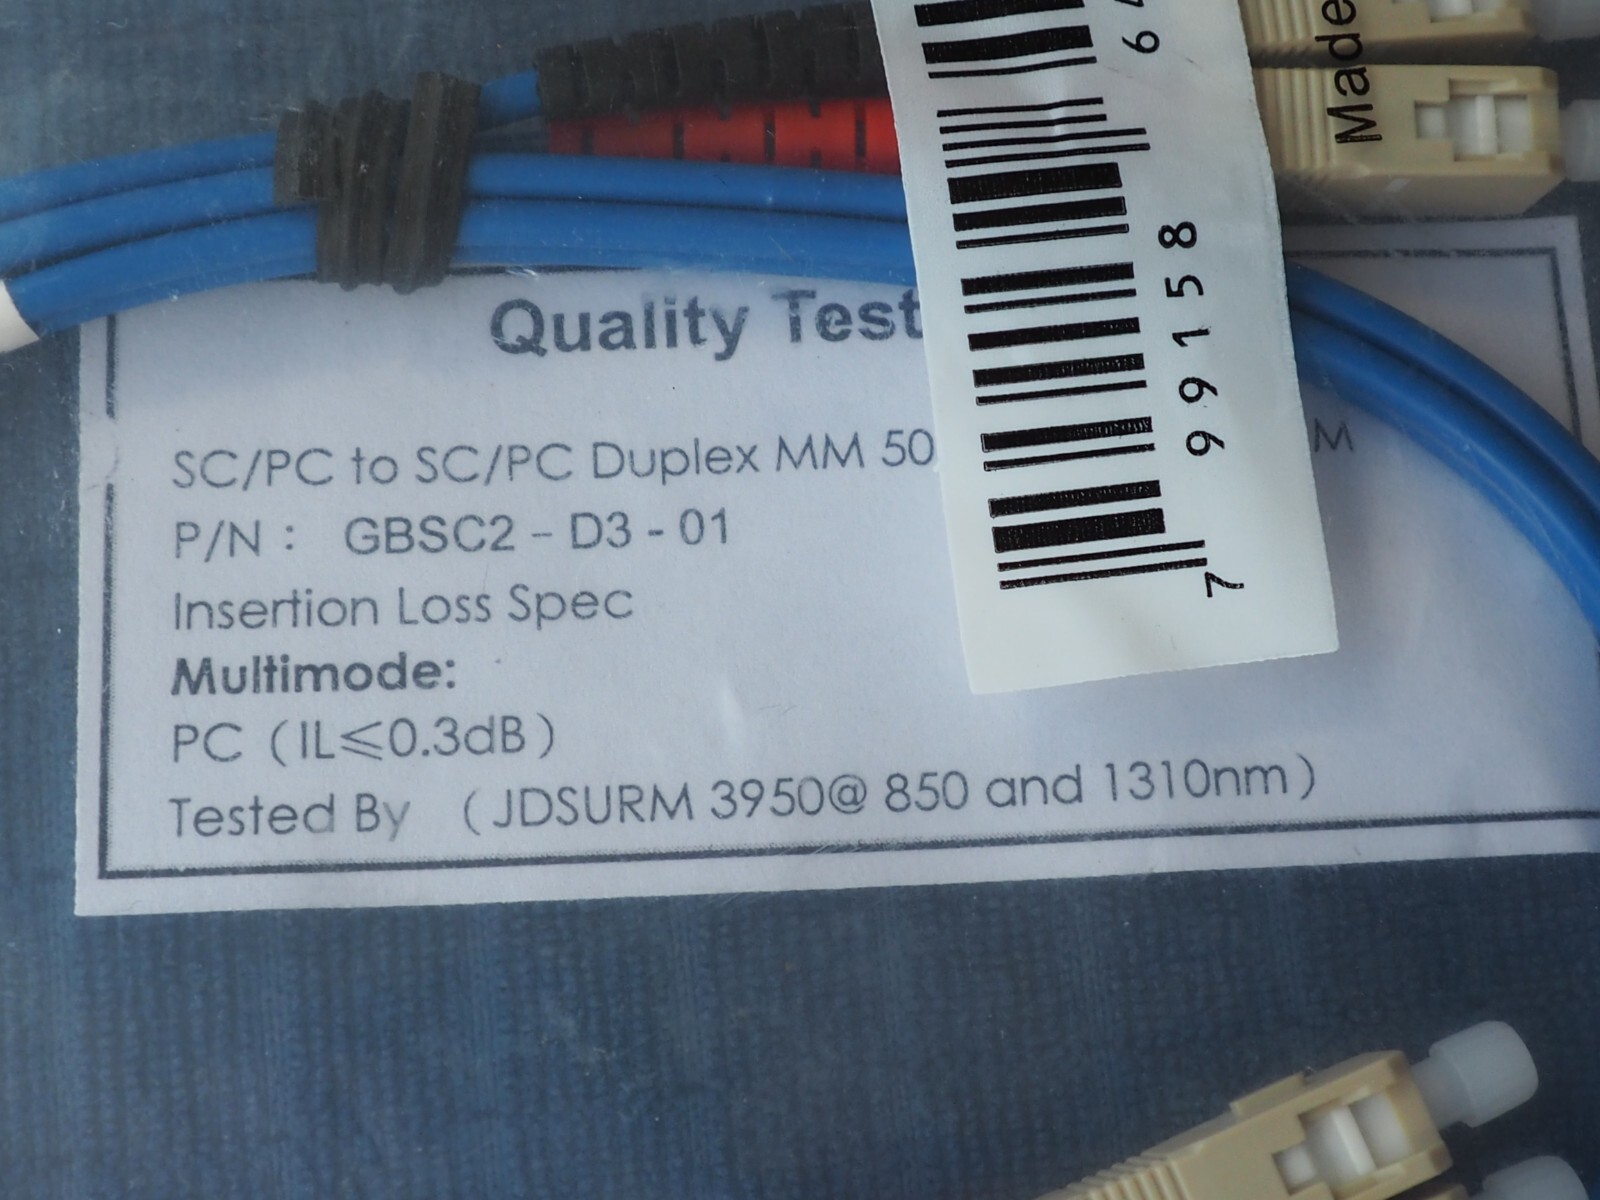 Quality Test
SC/PC to SC/PC Duplex MM 50
M
P/N : GBSC2 - D3 - 01
Insertion Loss Spec
Multimode:
PC (IL≤0.3dB)
Tested By (JDSURM 3950@ 850 and 1310nm)
7 99158 6
Made